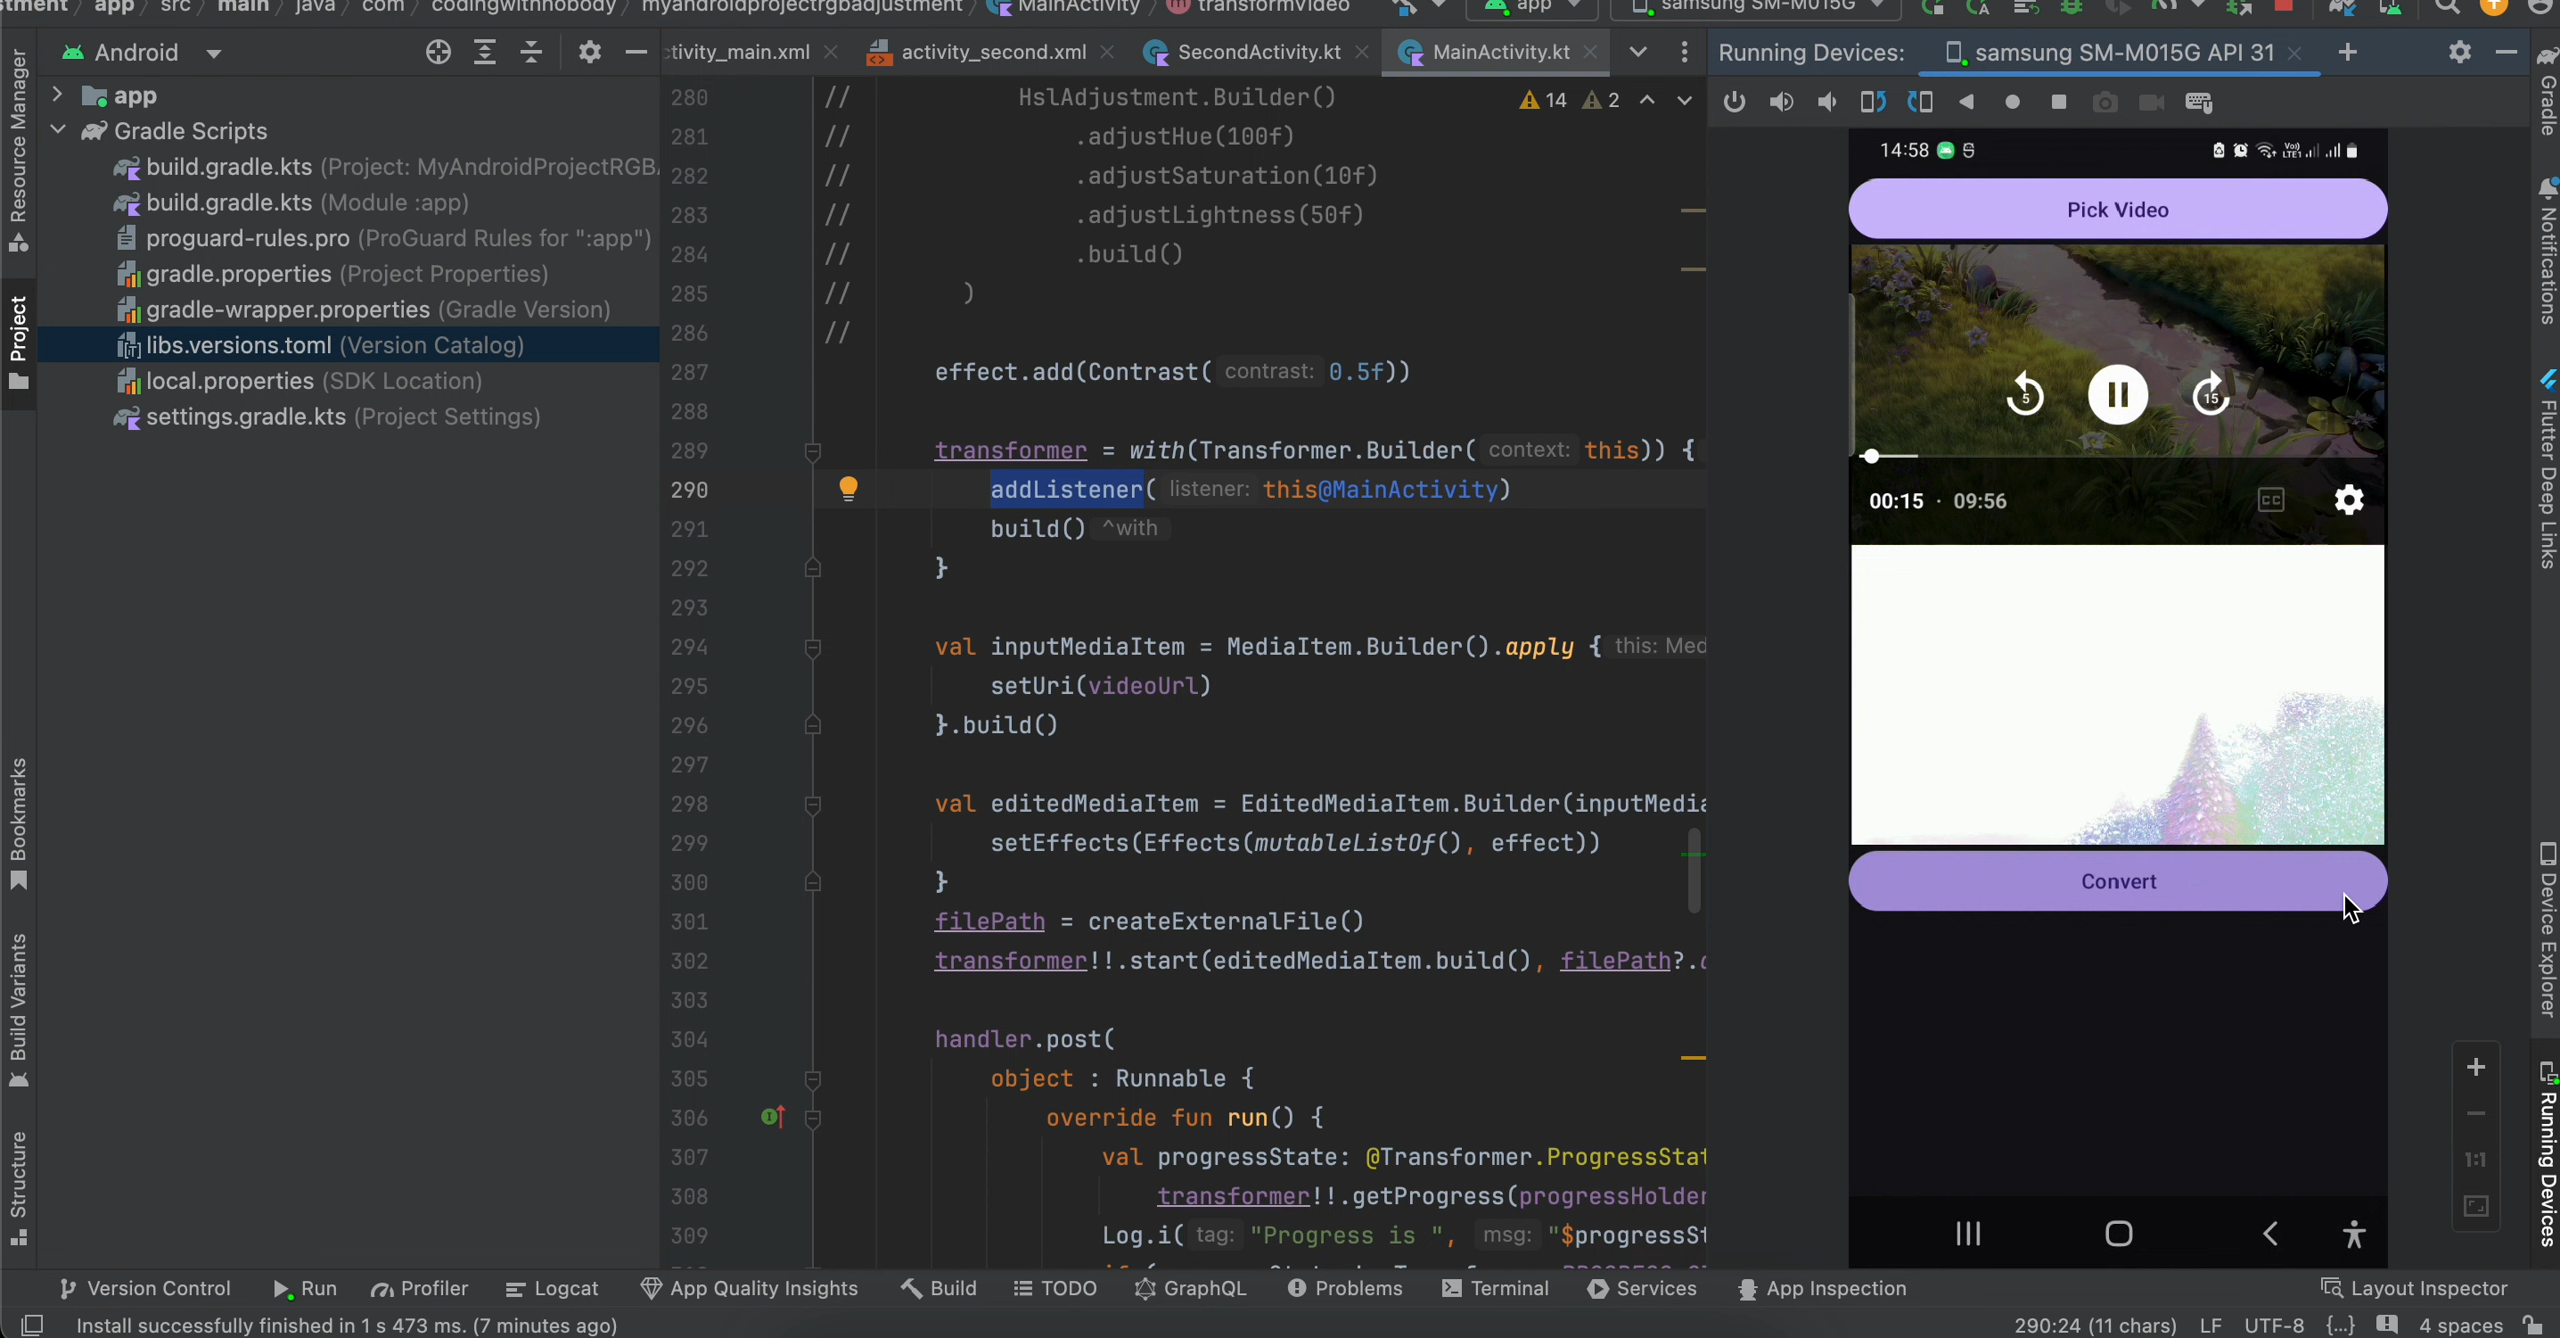 app src main java com codingwithnobody myandroidprojectrgbadjustment MainActivity transformVideo app samsung SM-M015G
Android
tivity_main.xml
activity_second.xml
SecondActivity.kt
MainActivity.kt
Running Devices: samsung SM-M015G API 31
app
Gradle Scripts
build.gradle.kts (Project: MyAndroidProjectRGBA
build.gradle.kts (Module :app)
proguard-rules.pro (ProGuard Rules for ":app")
gradle.properties (Project Properties)
gradle-wrapper.properties (Gradle Version)
libs.versions.toml (Version Catalog)
local.properties (SDK Location)
settings.gradle.kts (Project Settings)
14 2
280 // HslAdjustment.Builder()
281 // .adjustHue(100f)
282 // .adjustSaturation(10f)
283 // .adjustLightness(50f)
284 // .build()
285 // )
286 //
287 effect.add(Contrast( contrast: 0.5f))
288
289 transformer = with(Transformer.Builder( context: this)) {
290 addListener( listener: this@MainActivity)
291 build() ^with
292 }
293
294 val inputMediaItem = MediaItem.Builder().apply { this: Med
295 setUri(videoUrl)
296 }.build()
297
298 val editedMediaItem = EditedMediaItem.Builder(inputMedia
299 setEffects(Effects(mutableListOf(), effect))
300 }
301 filePath = createExternalFile()
302 transformer!!.start(editedMediaItem.build(), filePath?.
303
304 handler.post(
305 object : Runnable {
306 override fun run() {
307 val progressState: @Transformer.ProgressStat
308 transformer!!.getProgress(progressHolder
309 Log.i( tag: "Progress is ", msg: "$progressSt
14:58
Pick Video
5
15
00:15 · 09:56
CC
Convert
1:1
Resource Manager
Project
Bookmarks
Build Variants
Structure
Gradle
Notifications
Flutter Deep Links
Device Explorer
Running Devices
Version Control Run Profiler Logcat App Quality Insights Build TODO GraphQL Problems Terminal Services App Inspection Layout Inspector
Install successfully finished in 1 s 473 ms. (7 minutes ago)
290:24 (11 chars) LF UTF-8 {...} 4 spaces